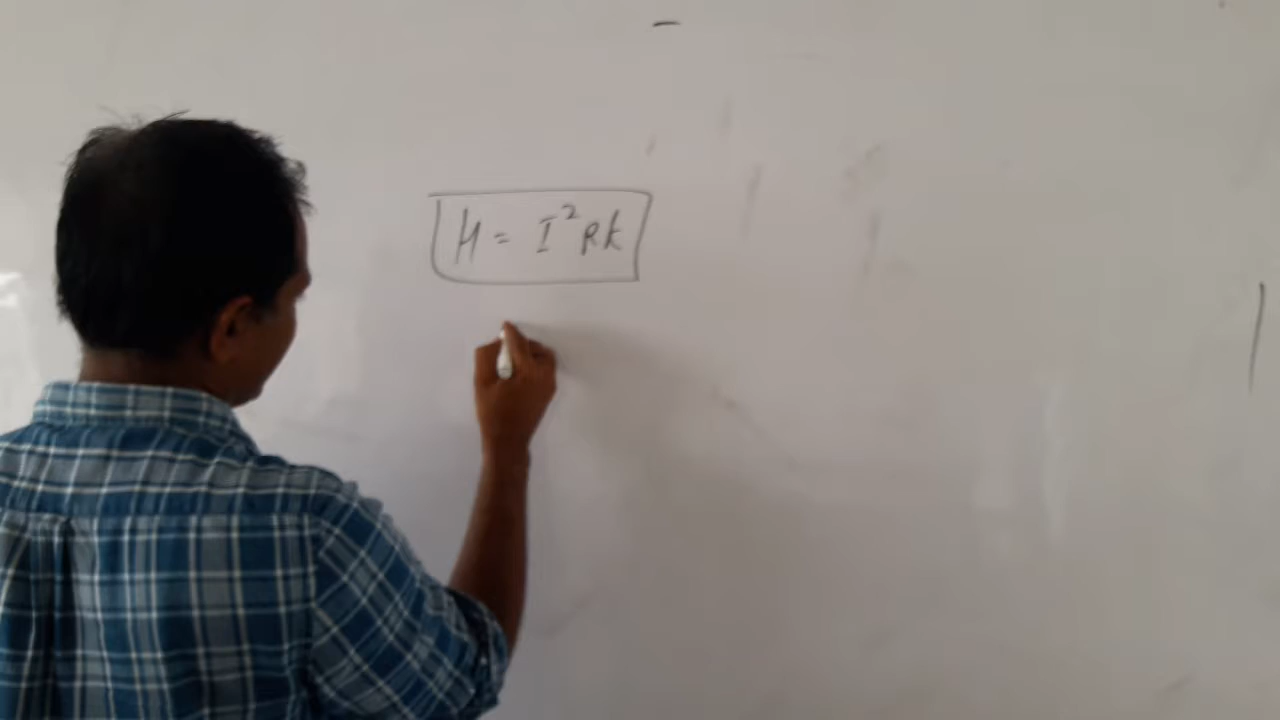 H = I²Rt